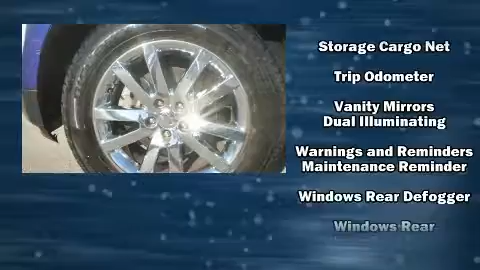 Storage Cargo Net
Trip Odometer
Vanity Mirrors
Dual Illuminating
Warnings and Reminders
Maintenance Reminder
Windows Rear Defogger
Windows Rear